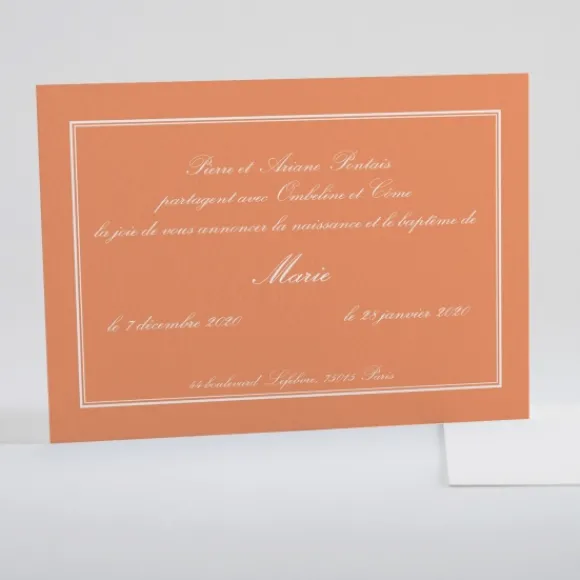 Pierre et Ariane Pontais
partagent avec Ombeline et Côme
la joie de vous annoncer la naissance et le baptême de
Marie
le 7 décembre 2020 le 28 janvier 2020
44 boulevard Lefebvre, 75015 Paris